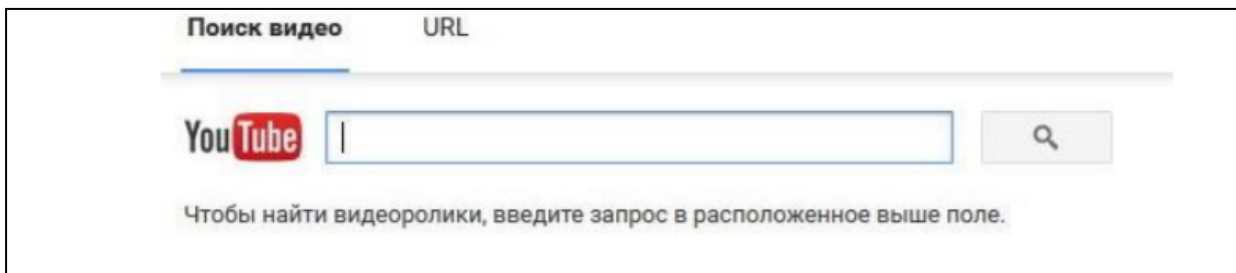 Поиск видео URL
YouTube
Чтобы найти видеоролики, введите запрос в расположенное выше поле.